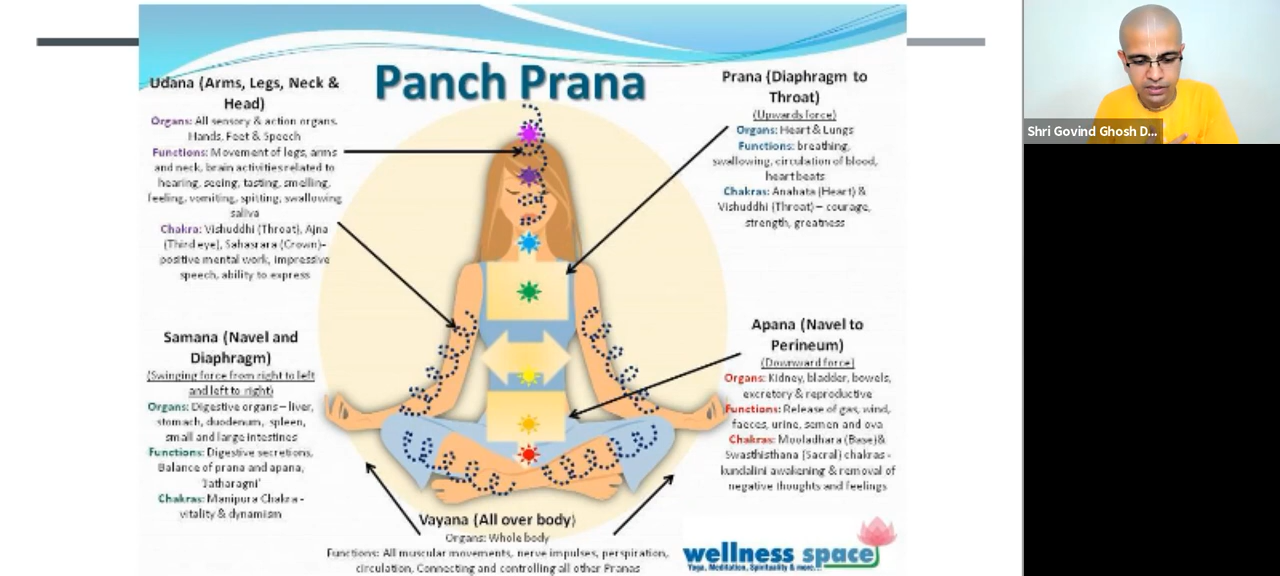 Panch Prana
Udana (Arms, Legs, Neck &
Head)
Organs: All sensory & action organs.
Hands, Feet & Speech
Functions: Movement of legs, arms
and neck, brain activities related to
hearing, seeing, tasting, smelling,
feeling, vomiting, spitting, swallowing
saliva
Chakra: Vishuddhi (Throat), Ajna
(Third eye), Sahasrara (Crown)–
positive mental work, impressive
speech, ability to express
Samana (Navel and
Diaphragm)
(Swinging force from right to left
and left to right)
Organs: Digestive organs – liver,
stomach, duodenum, spleen,
small and large intestines
Functions: Digestive secretions,
Balance of prana and apana,
'Jatharagni'
Chakras: Manipura Chakra -
vitality & dynamism
Prana (Diaphragm to
Throat)
(Upwards force)
Organs: Heart & Lungs
Functions: breathing,
swallowing, circulation of blood,
heart beats
Chakras: Anahata (Heart) &
Vishuddhi (Throat) – courage,
strength, greatness
Apana (Navel to
Perineum)
(Downward force)
Organs: Kidney, bladder, bowels,
excretory & reproductive
Functions: Release of gas, wind,
faeces, urine, semen and ova
Chakras: Mooladhara (Base)&
Swasthisthana (Sacral) chakras -
kundalini awakening & removal of
negative thoughts and feelings
Vayana (All over body)
Organs: Whole body
Functions: All muscular movements, nerve impulses, perspiration,
circulation, Connecting and controlling all other Pranas
wellness space
Yoga, Meditation, Spirituality & more...
Shri Govind Ghosh D...